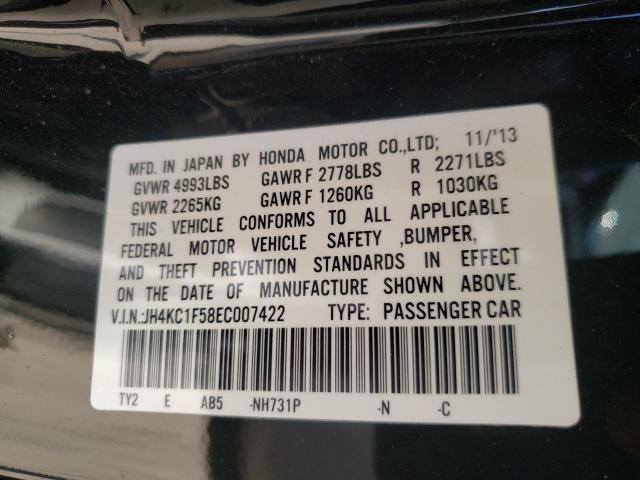 MFD. IN JAPAN BY HONDA MOTOR CO.,LTD; 11/'13
GVWR 4993LBS GAWR F 2778LBS R 2271LBS
GVWR 2265KG GAWR F 1260KG R 1030KG
THIS VEHICLE CONFORMS TO ALL APPLICABLE
FEDERAL MOTOR VEHICLE SAFETY ,BUMPER,
AND THEFT PREVENTION STANDARDS IN EFFECT
ON THE DATE OF MANUFACTURE SHOWN ABOVE.
V.I.N.:JH4KC1F58EC007422 TYPE: PASSENGER CAR
TY2 E AB5 -NH731P -N -C